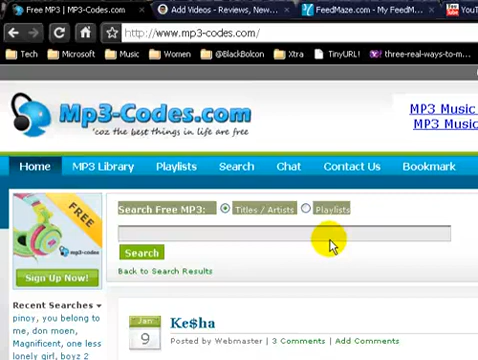 Free MP3 | MP3-Codes.com
Add Videos - Reviews, New...
FeedMaze.com - My FeedM...
You
YouT
http://www.mp3-codes.com/
Tech
Microsoft
Music
Women
@BlackBolcon
Xtra
TinyURL!
three-real-ways-to-m...
Mp3-Codes.com
'coz the best things in life are free
MP3 Music
MP3 Music
Home
MP3 Library
Playlists
Search
Chat
Contact Us
Bookmark
FREE
mp3-codes
Sign Up Now!
Search Free MP3:
Titles / Artists
Playlists
Search
Back to Search Results
Recent Searches
pinoy, you belong to
me, don moen,
Magnificent, one less
lonely girl, boyz 2
Jan
9
Ke$ha
Posted by Webmaster | 3 Comments | Add Comments